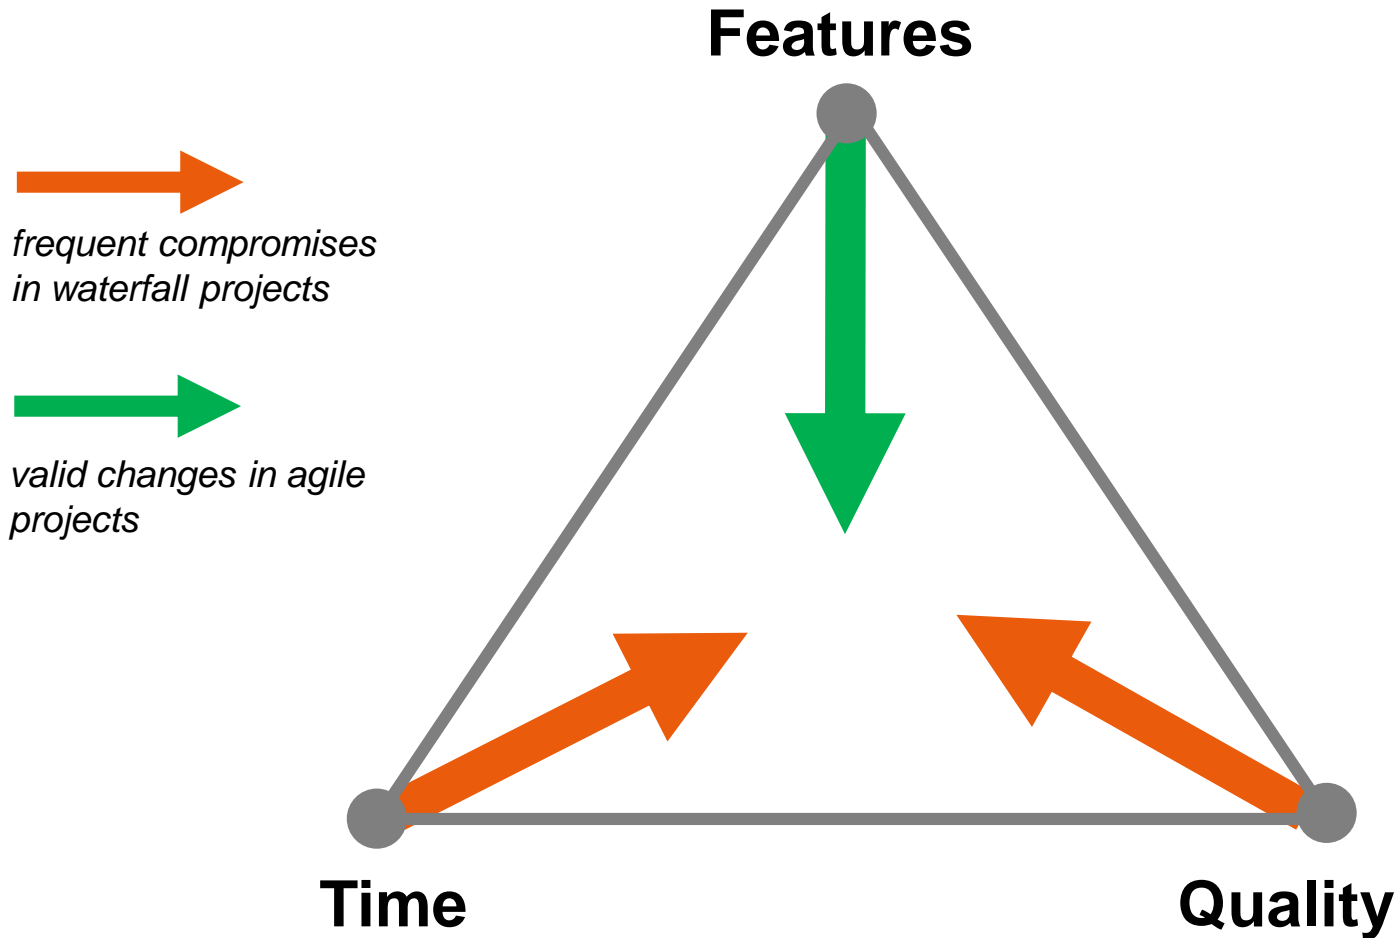 Features
frequent compromises
in waterfall projects
valid changes in agile
projects
Time
Quality